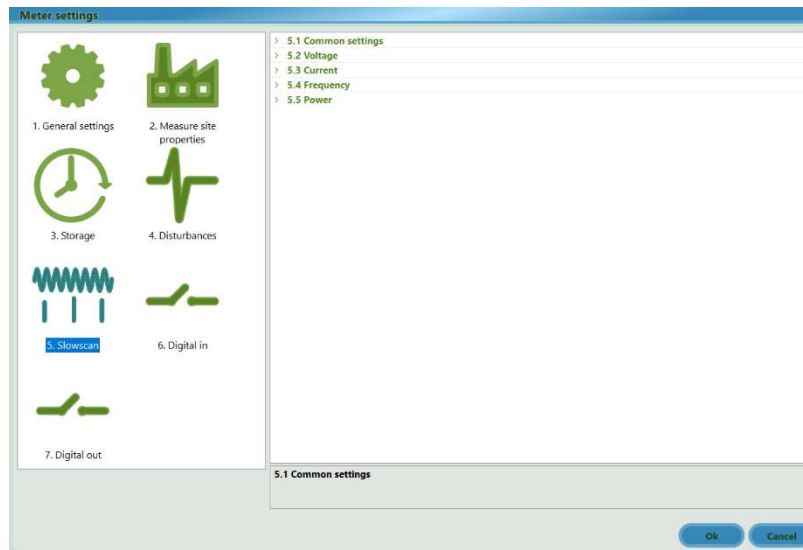 Meter settings
1. General settings
2. Measure site
properties
3. Storage
4. Disturbances
5. Slowscan
6. Digital in
7. Digital out
5.1 Common settings
5.2 Voltage
5.3 Current
5.4 Frequency
5.5 Power
5.1 Common settings
Ok
Cancel